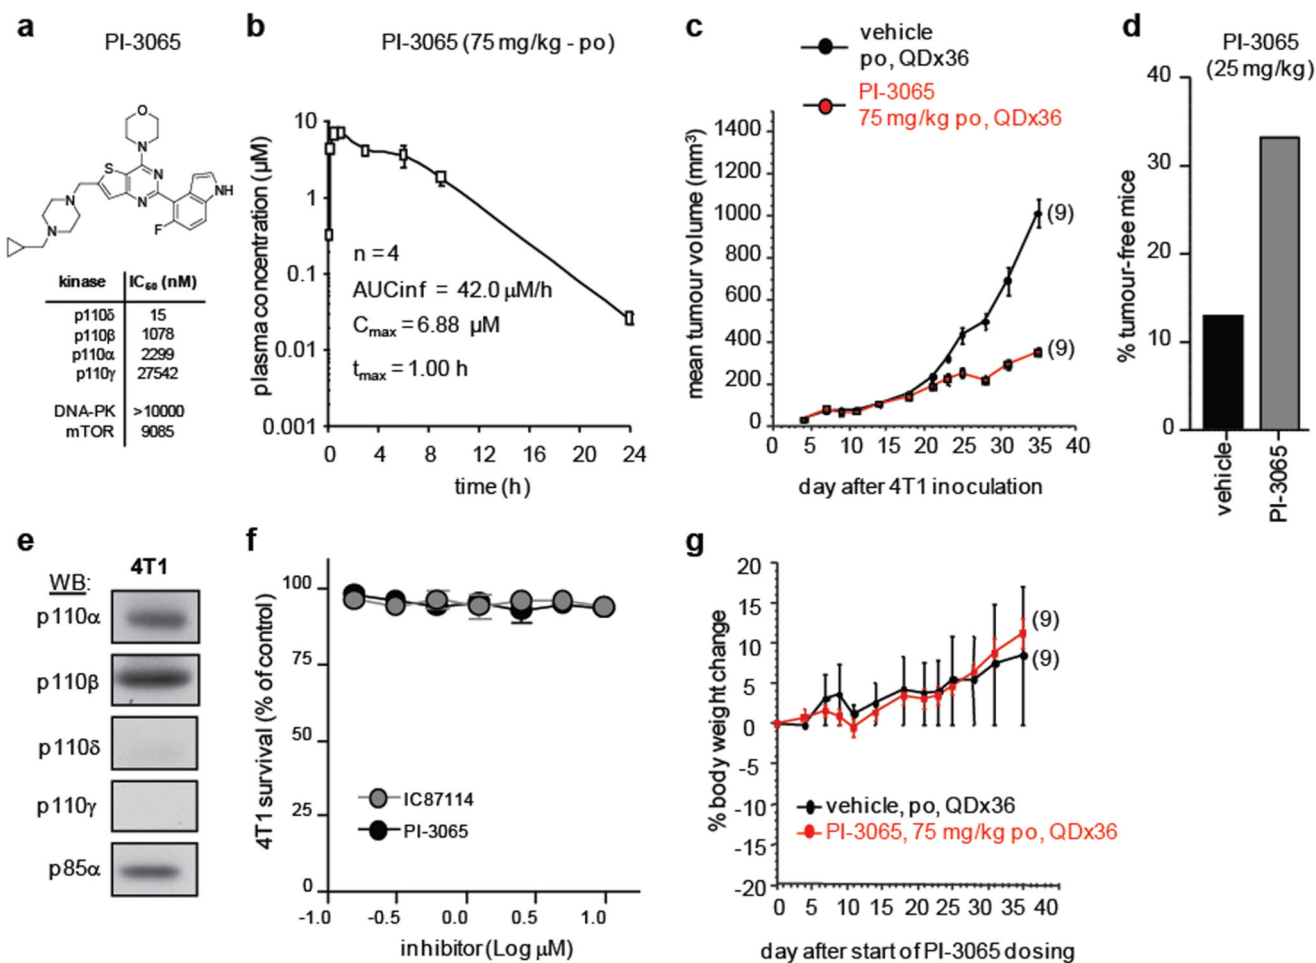 a
PI-3065
O
N
S
N
N
N
N
F
NH
kinase IC50 (nM)
p110δ 15
p110β 1078
p110α 2299
p110γ 27542
DNA-PK >10000
mTOR 9085
b
PI-3065 (75 mg/kg - po)
plasma concentration (μM)
10
1
0.1
0.01
0.001
n = 4
AUCinf = 42.0 μM/h
Cmax = 6.88 μM
tmax = 1.00 h
0 4 8 12 16 20 24
time (h)
c
vehicle
po, QDx36
PI-3065
75 mg/kg po, QDx36
mean tumour volume (mm³)
1400
1200
1000
800
600
400
200
0
(9)
(9)
0 5 10 15 20 25 30 35 40
day after 4T1 inoculation
d
PI-3065
(25 mg/kg)
% tumour-free mice
40
30
20
10
0
vehicle
PI-3065
e
4T1
WB:
p110α
p110β
p110δ
p110γ
p85α
f
4T1 survival (% of control)
100
75
50
25
0
IC87114
PI-3065
-1.0 -0.5 0.0 0.5 1.0
inhibitor (Log μM)
g
% body weight change
20
15
10
5
0
-5
-10
-15
-20
(9)
(9)
vehicle, po, QDx36
PI-3065, 75 mg/kg po, QDx36
0 5 10 15 20 25 30 35 40
day after start of PI-3065 dosing